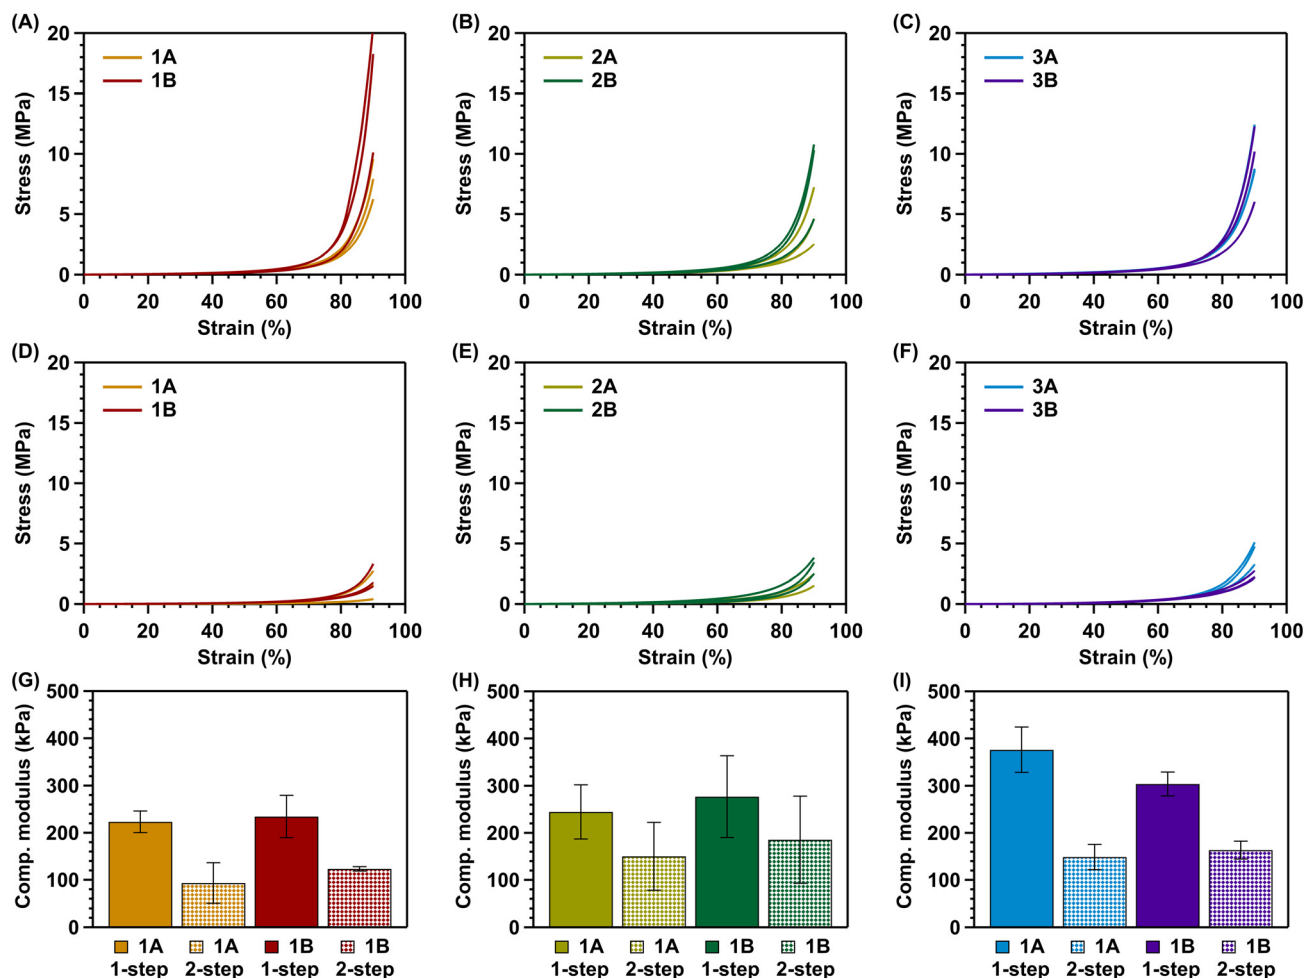 (A)
20
15
10
5
0
Stress (MPa)
1A
1B
0 20 40 60 80 100
Strain (%)
(B)
20
15
10
5
0
Stress (MPa)
2A
2B
0 20 40 60 80 100
Strain (%)
(C)
20
15
10
5
0
Stress (MPa)
3A
3B
0 20 40 60 80 100
Strain (%)
(D)
20
15
10
5
0
Stress (MPa)
1A
1B
0 20 40 60 80 100
Strain (%)
(E)
20
15
10
5
0
Stress (MPa)
2A
2B
0 20 40 60 80 100
Strain (%)
(F)
20
15
10
5
0
Stress (MPa)
3A
3B
0 20 40 60 80 100
Strain (%)
(G)
500
400
300
200
100
0
Comp. modulus (kPa)
1A 1A 1B 1B
1-step 2-step 1-step 2-step
(H)
500
400
300
200
100
0
Comp. modulus (kPa)
1A 1A 1B 1B
1-step 2-step 1-step 2-step
(I)
500
400
300
200
100
0
Comp. modulus (kPa)
1A 1A 1B 1B
1-step 2-step 1-step 2-step